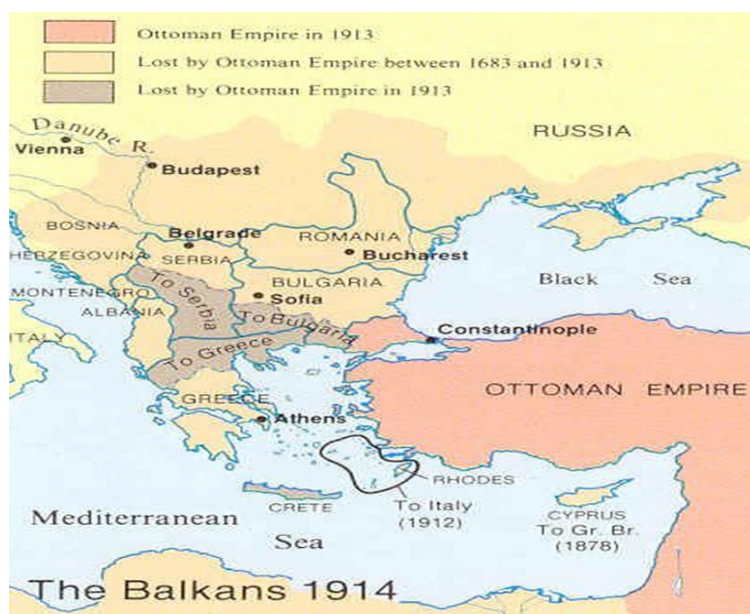 Ottoman Empire in 1913
Lost by Ottoman Empire between 1683 and 1913
Lost by Ottoman Empire in 1913
Danube R.
RUSSIA
Vienna
Budapest
BOSNIA
Belgrade
ROMANIA
HERZEGOVINA
SERBIA
Bucharest
BULGARIA
Black Sea
MONTENEGRO
To Serbia
Sofia
ALBANIA
To Bulgaria
Constantinople
ITALY
To Greece
OTTOMAN EMPIRE
GREECE
Athens
RHODES
CRETE
To Italy
(1912)
CYPRUS
To Gr. Br.
(1878)
Mediterranean
Sea
The Balkans 1914